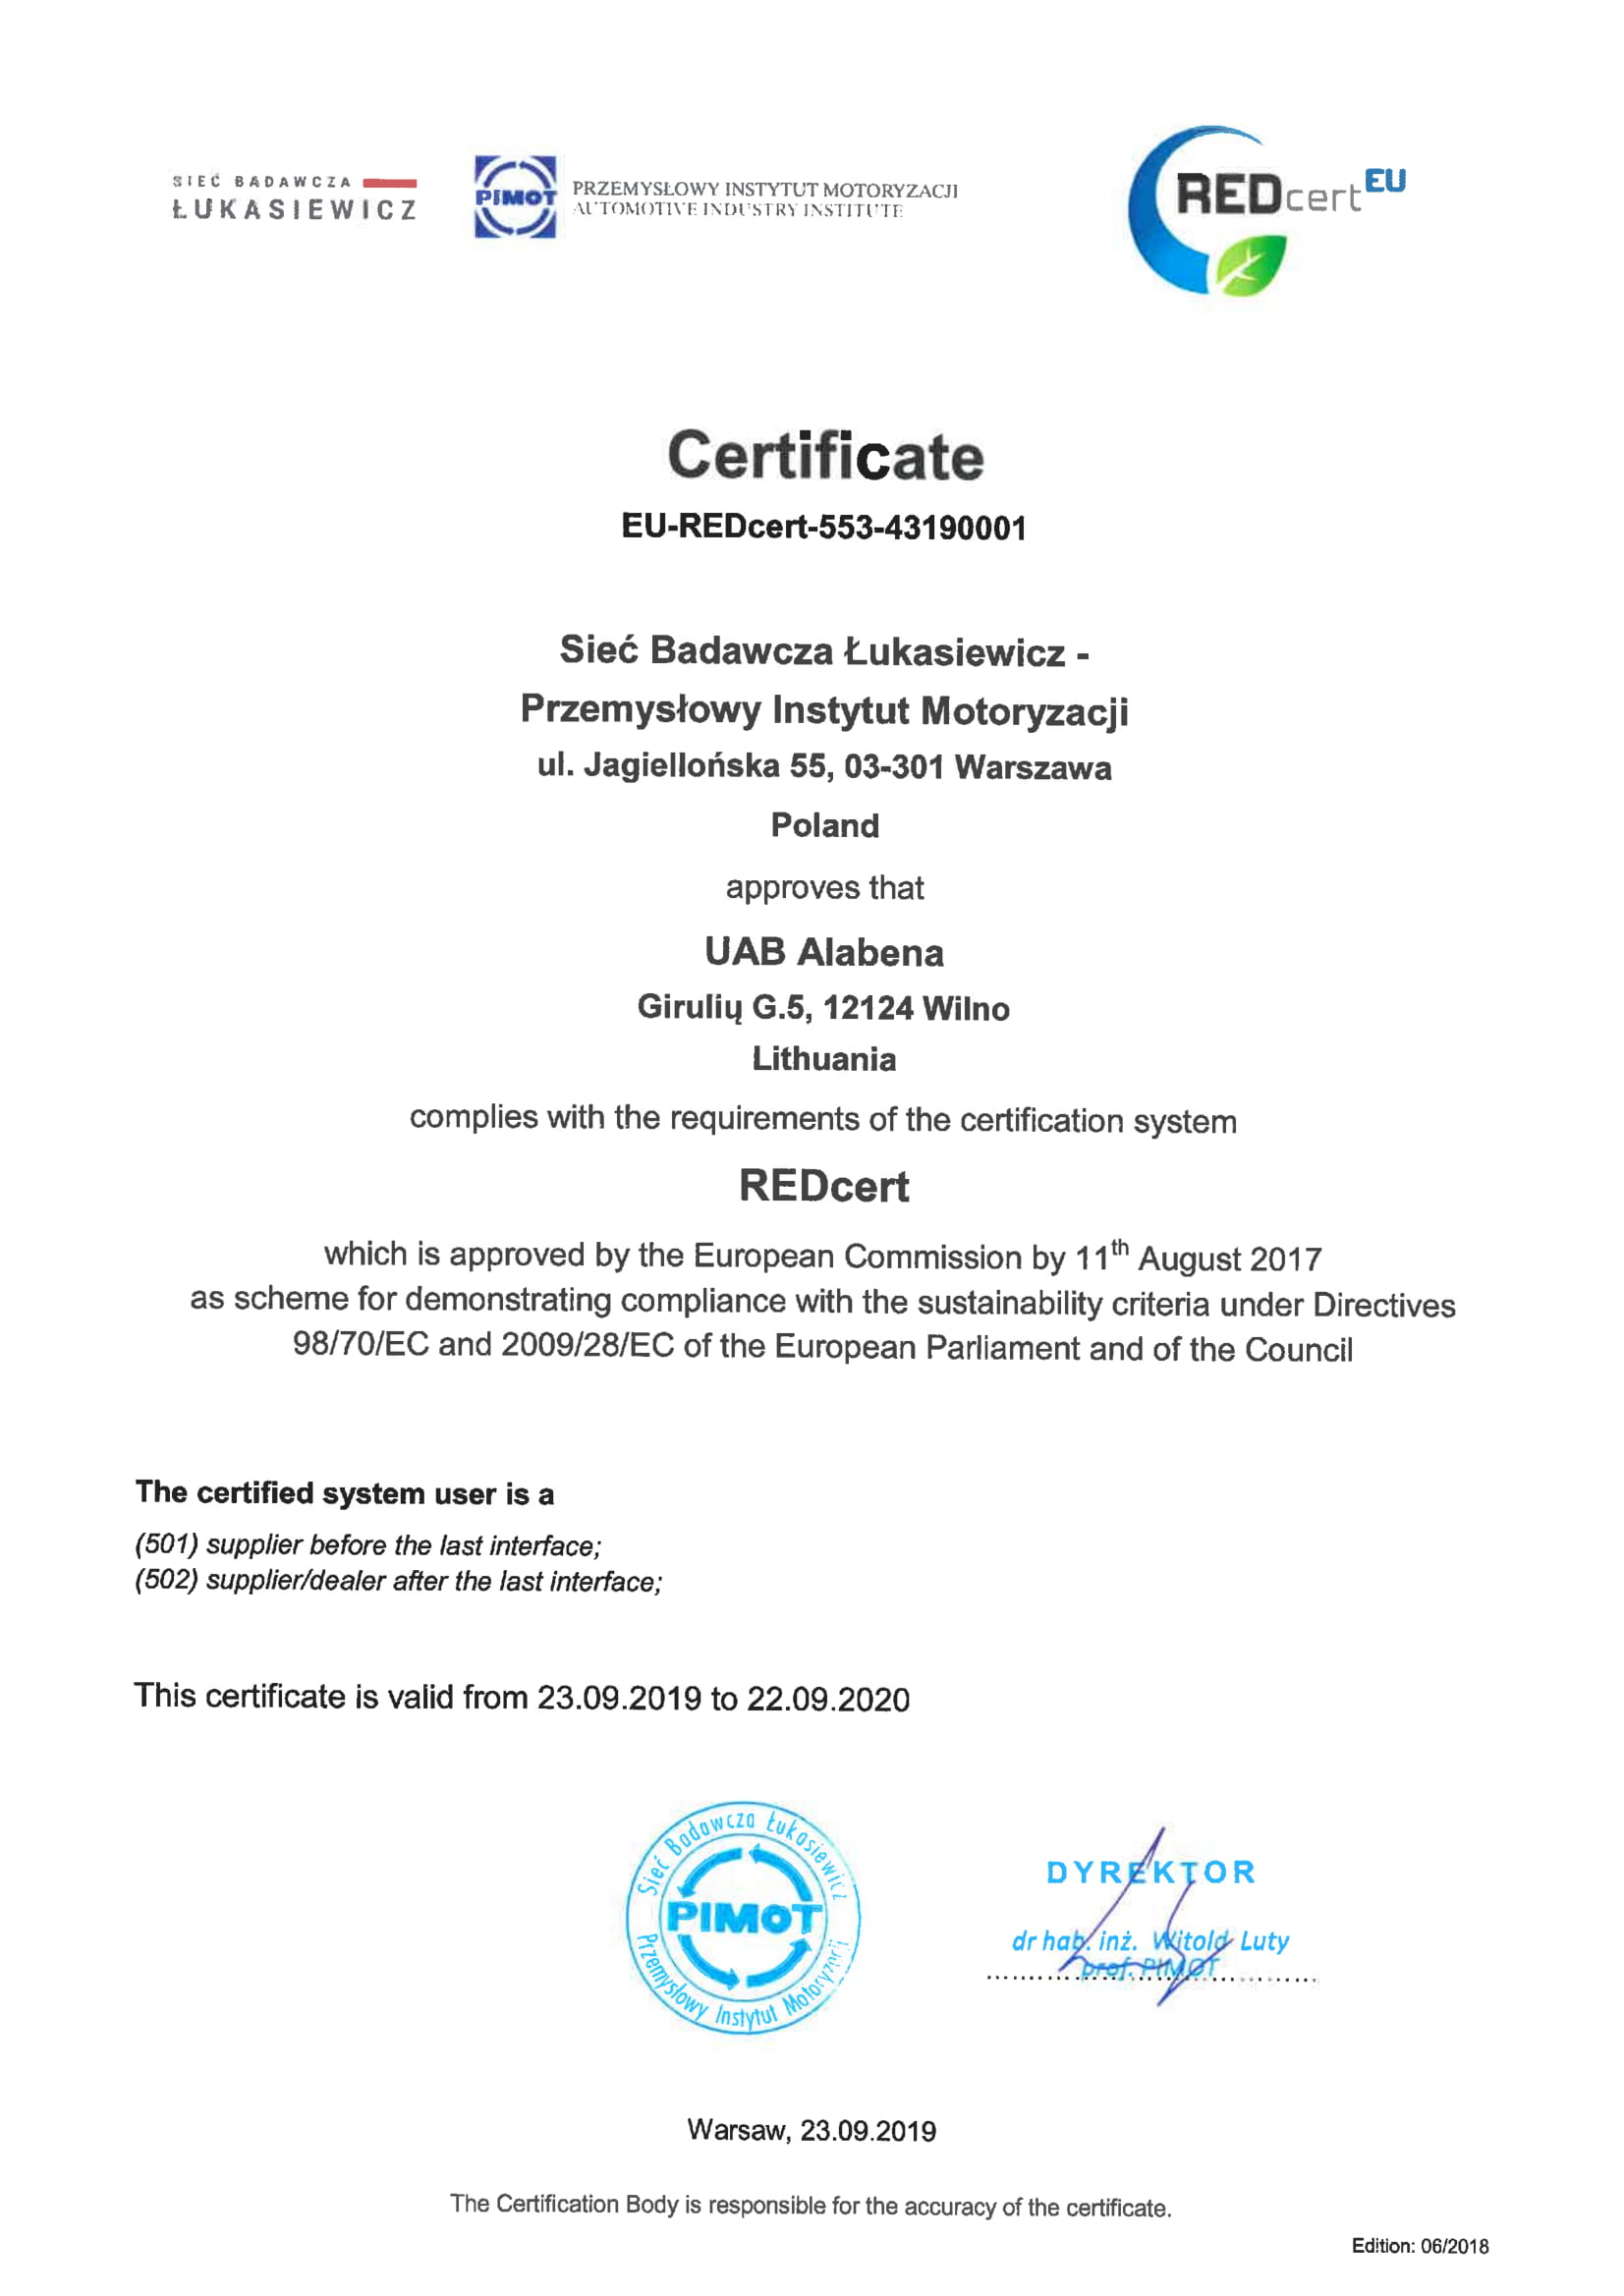 SIEĆ BADAWCZA
ŁUKASIEWICZ
PIMOT
PRZEMYSŁOWY INSTYTUT MOTORYZACJI
AUTOMOTIVE INDUSTRY INSTITUTE
REDcert EU
Certificate
EU-REDcert-553-43190001
Sieć Badawcza Łukasiewicz -
Przemysłowy Instytut Motoryzacji
ul. Jagiellońska 55, 03-301 Warszawa
Poland
approves that
UAB Alabena
Girulių G.5, 12124 Wilno
Lithuania
complies with the requirements of the certification system
REDcert
which is approved by the European Commission by 11th August 2017
as scheme for demonstrating compliance with the sustainability criteria under Directives
98/70/EC and 2009/28/EC of the European Parliament and of the Council
The certified system user is a
(501) supplier before the last interface;
(502) supplier/dealer after the last interface;
This certificate is valid from 23.09.2019 to 22.09.2020
Sieć Badawcza Łukasiewicz
PIMOT
Przemysłowy Instytut Motoryzacji
DYREKTOR
dr hab. inż. Witold Luty
prof. PIMOT
Warsaw, 23.09.2019
The Certification Body is responsible for the accuracy of the certificate.
Edition: 06/2018